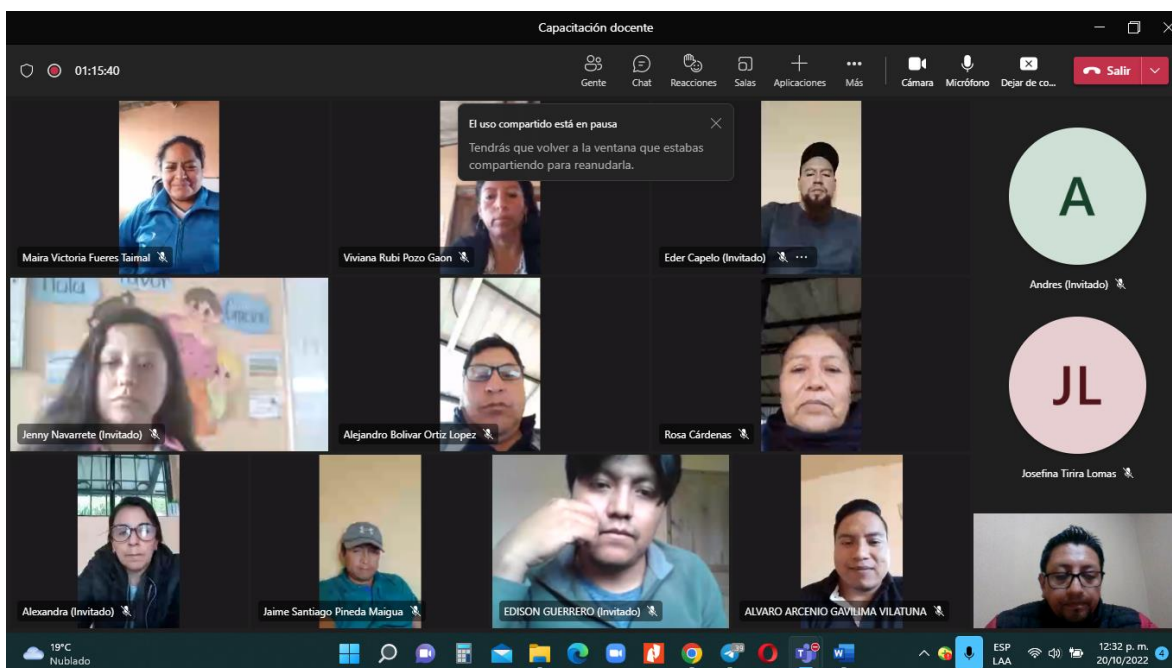 Capacitación docente
01:15:40
Gente
Chat
Reacciones
Salas
Aplicaciones
Más
Cámara
Micrófono
Dejar de co...
Salir
El uso compartido está en pausa
Tendrás que volver a la ventana que estabas
compartiendo para reanudarla.
Maira Victoria Fueres Taimal
Viviana Rubi Pozo Gaon
Eder Capelo (Invitado)
A
Andres (Invitado)
Hola
Jenny Navarrete (Invitado)
Alejandro Bolivar Ortiz Lopez
Rosa Cárdenas
JL
Josefina Tirira Lomas
Alexandra (Invitado)
Jaime Santiago Pineda Maigua
EDISON GUERRERO (Invitado)
ALVARO ARCENIO GAVILIMA VILATUNA
19°C
Nublado
ESP
LAA
12:32 p. m.
20/10/2022
4